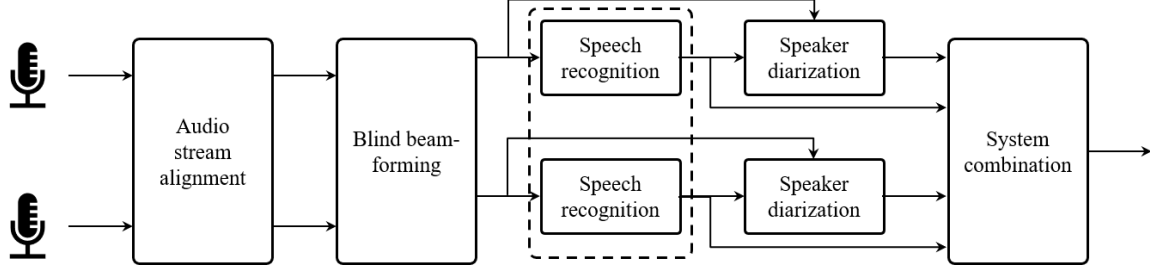 Audio
stream
alignment
Blind beam-
forming
Speech
recognition
Speaker
diarization
Speech
recognition
Speaker
diarization
System
combination